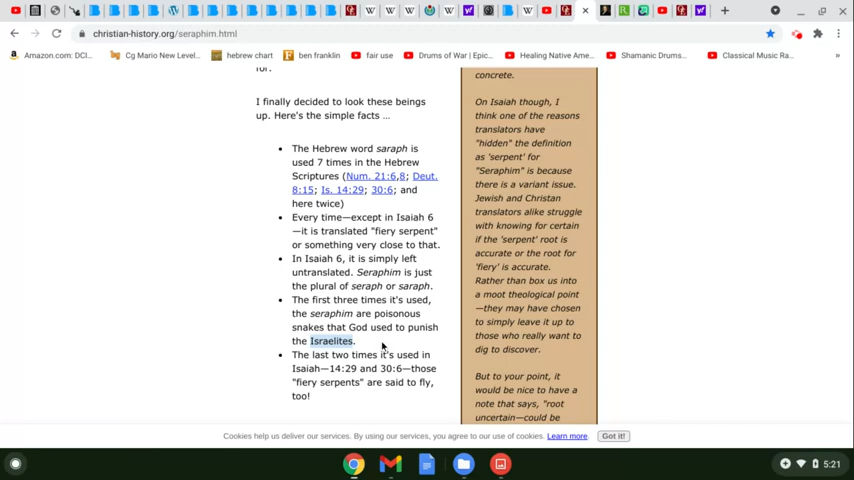 christian-history.org/seraphim.html
Amazon.com: DCI...
Cg Mario New Level...
hebrew chart
ben franklin
fair use
Drums of War | Epic...
Healing Native Ame...
Shamanic Drums...
Classical Music Ra...
»
for.
I finally decided to look these beings
up. Here's the simple facts ...
• The Hebrew word saraph is
used 7 times in the Hebrew
Scriptures (Num. 21:6,8; Deut.
8:15; Is. 14:29; 30:6; and
here twice)
• Every time—except in Isaiah 6
—it is translated "fiery serpent"
or something very close to that.
• In Isaiah 6, it is simply left
untranslated. Seraphim is just
the plural of seraph or saraph.
• The first three times it's used,
the seraphim are poisonous
snakes that God used to punish
the Israelites.
• The last two times it's used in
Isaiah—14:29 and 30:6—those
"fiery serpents" are said to fly,
too!
concrete.
On Isaiah though, I
think one of the reasons
translators have
"hidden" the definition
as 'serpent' for
"Seraphim" is because
there is a variant issue.
Jewish and Christan
translators alike struggle
with knowing for certain
if the 'serpent' root is
accurate or the root for
'fiery' is accurate.
Rather than box us into
a moot theological point
—they may have chosen
to simply leave it up to
those who really want to
dig to discover.
But to your point, it
would be nice to have a
note that says, "root
uncertain—could be
Cookies help us deliver our services. By using our services, you agree to our use of cookies. Learn more. Got it!
5:21